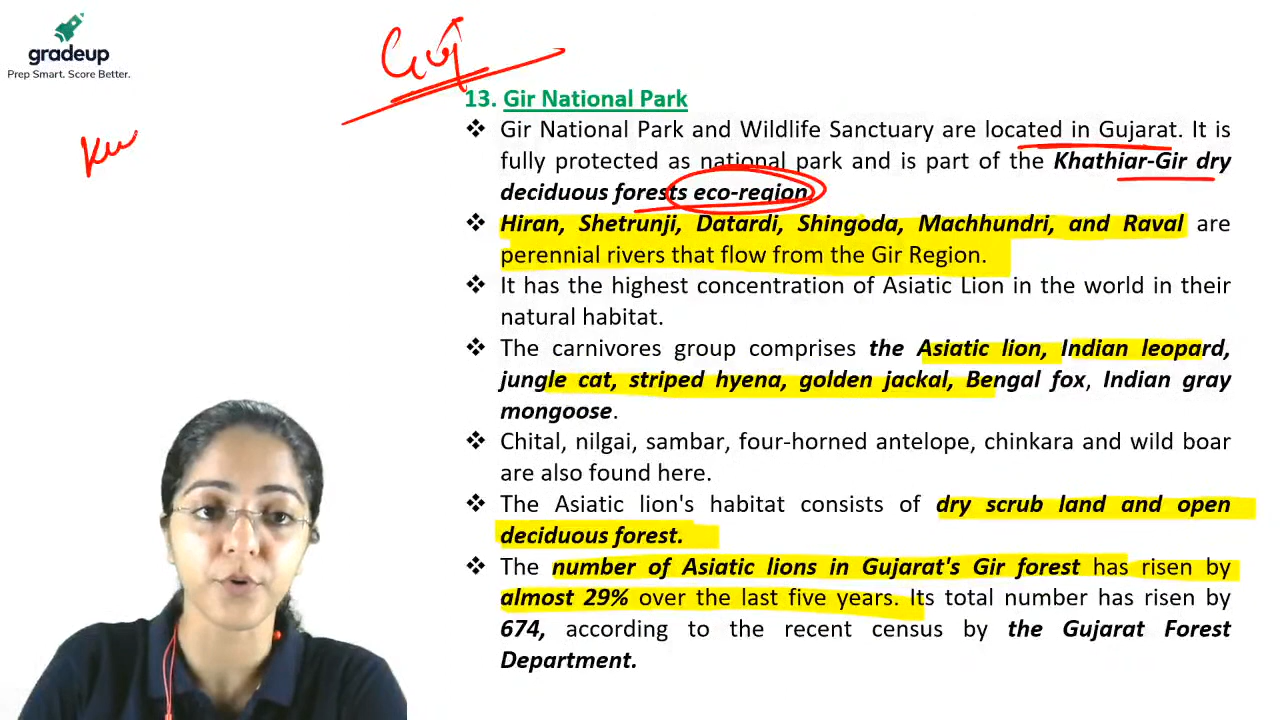 gradeup
Prep Smart. Score Better.
Guj
13. Gir National Park
❖ Gir National Park and Wildlife Sanctuary are located in Gujarat. It is
fully protected as national park and is part of the Khathiar-Gir dry
deciduous forests eco-region.
❖ Hiran, Shetrunji, Datardi, Shingoda, Machhundri, and Raval are
perennial rivers that flow from the Gir Region.
❖ It has the highest concentration of Asiatic Lion in the world in their
natural habitat.
❖ The carnivores group comprises the Asiatic lion, Indian leopard,
jungle cat, striped hyena, golden jackal, Bengal fox, Indian gray
mongoose.
❖ Chital, nilgai, sambar, four-horned antelope, chinkara and wild boar
are also found here.
❖ The Asiatic lion's habitat consists of dry scrub land and open
deciduous forest.
❖ The number of Asiatic lions in Gujarat's Gir forest has risen by
almost 29% over the last five years. Its total number has risen by
674, according to the recent census by the Gujarat Forest
Department.